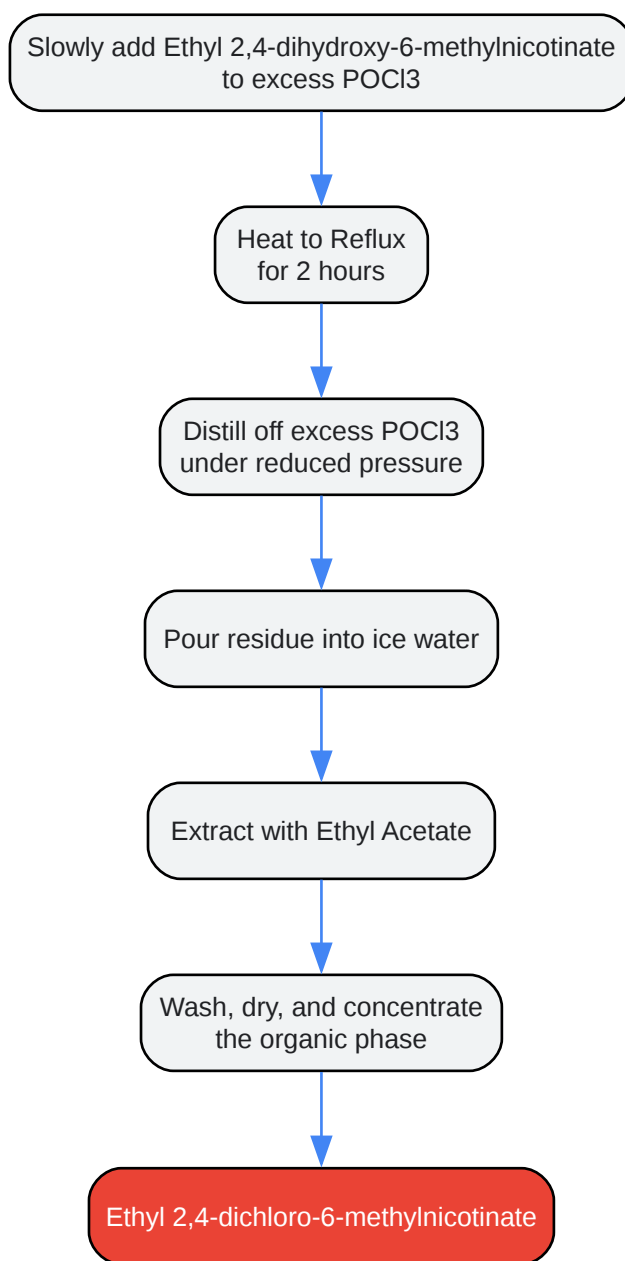 Slowly add Ethyl 2,4-dihydroxy-6-methylnicotinate
to excess POCl3
Heat to Reflux
for 2 hours
Distill off excess POCl3
under reduced pressure
Pour residue into ice water
Extract with Ethyl Acetate
Wash, dry, and concentrate
the organic phase
Ethyl 2,4-dichloro-6-methylnicotinate